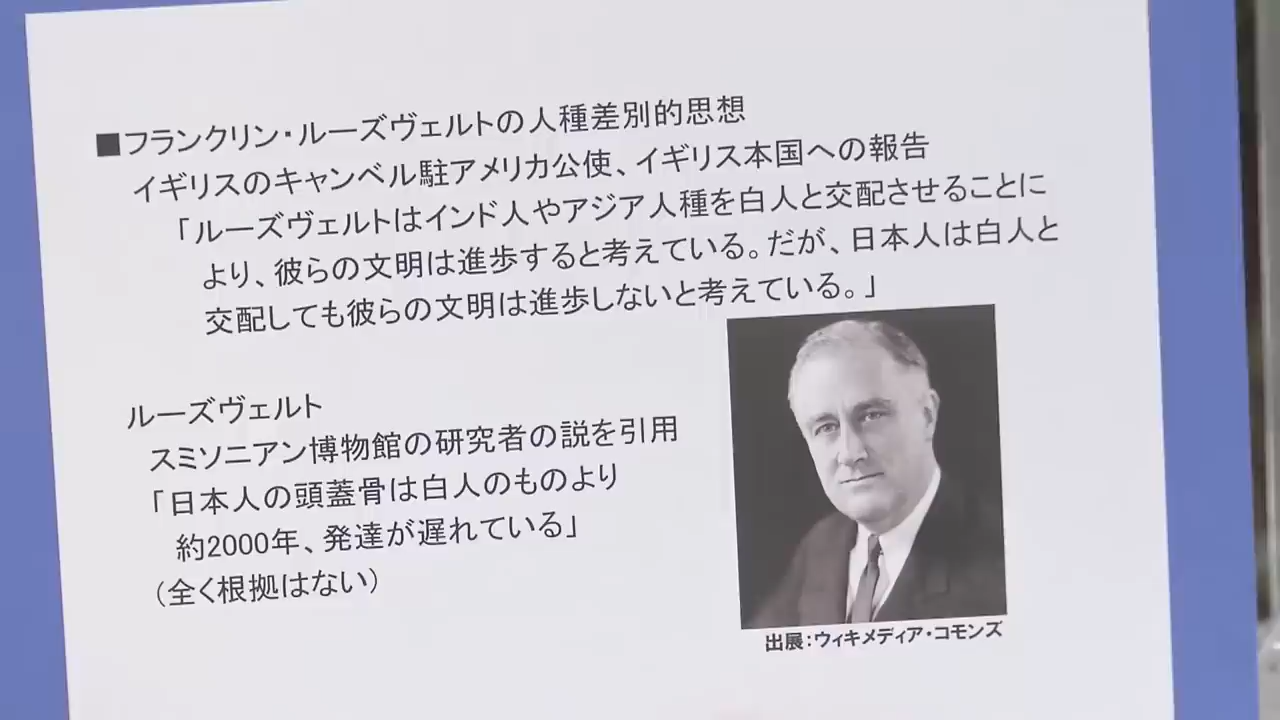 ■フランクリン・ルーズヴェルトの人種差別的思想
イギリスのキャンベル駐アメリカ公使、イギリス本国への報告
「ルーズヴェルトはインド人やアジア人種を白人と交配させることに
より、彼らの文明は進歩すると考えている。だが、日本人は白人と
交配しても彼らの文明は進歩しないと考えている。」
ルーズヴェルト
スミソニアン博物館の研究者の説を引用
「日本人の頭蓋骨は白人のものより
約2000年、発達が遅れている」
(全く根拠はない)
出展:ウィキメディア・コモンズ